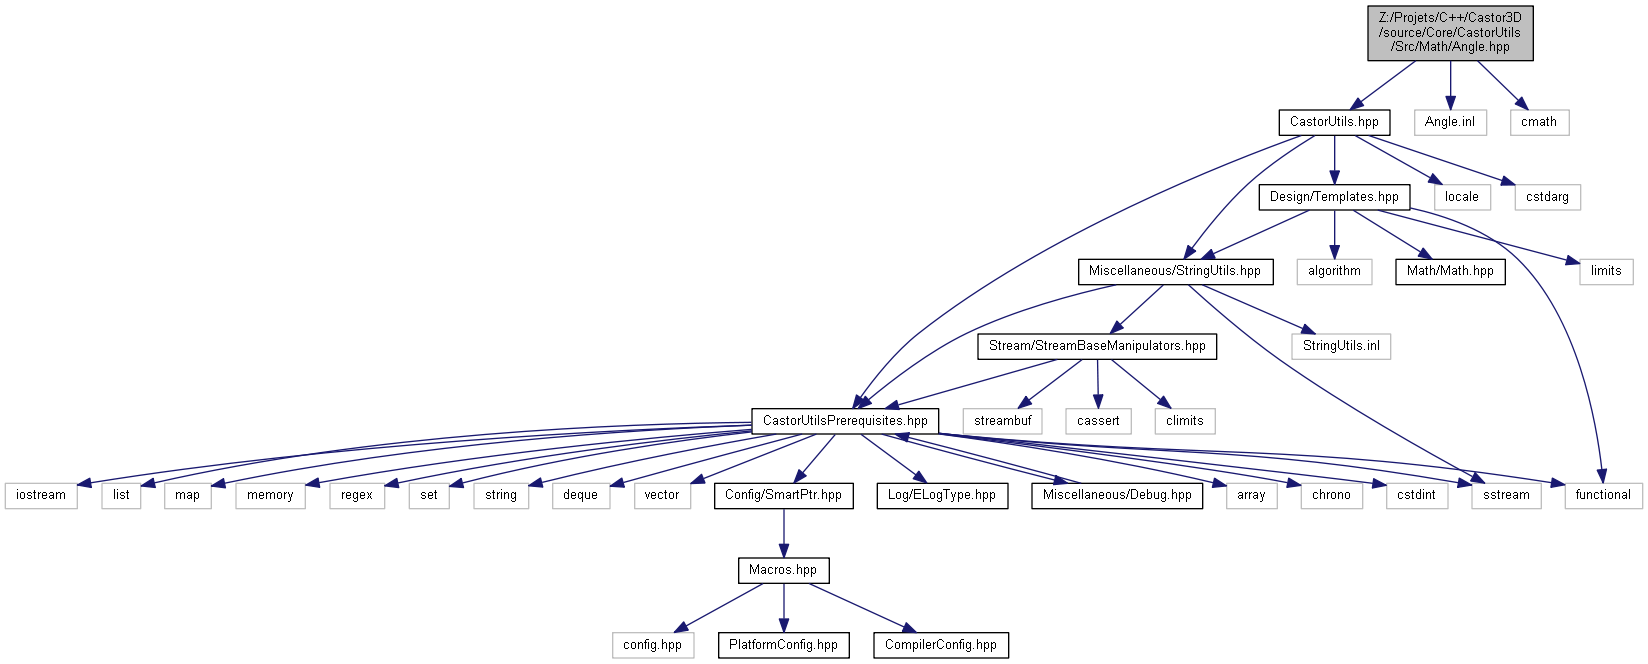 Z:/Projets/C++/Castor3D
/source/Core/CastorUtils
/Src/Math/Angle.hpp
CastorUtils.hpp
Angle.inl
cmath
Design/Templates.hpp
locale
cstdarg
Miscellaneous/StringUtils.hpp
algorithm
Math/Math.hpp
limits
Stream/StreamBaseManipulators.hpp
StringUtils.inl
CastorUtilsPrerequisites.hpp
streambuf
cassert
climits
iostream
list
map
memory
regex
set
string
deque
vector
Config/SmartPtr.hpp
Log/ELogType.hpp
Miscellaneous/Debug.hpp
array
chrono
cstdint
sstream
functional
Macros.hpp
config.hpp
PlatformConfig.hpp
CompilerConfig.hpp